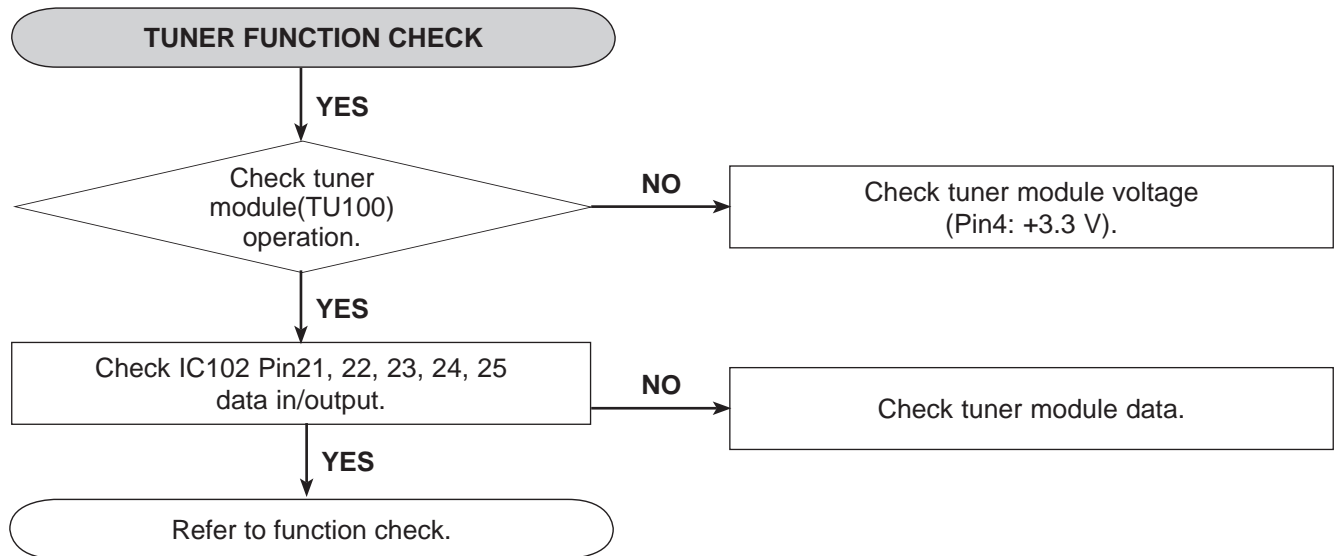 TUNER FUNCTION CHECK
YES
Check tuner
module(TU100)
operation.
NO
Check tuner module voltage
(Pin4: +3.3 V).
YES
Check IC102 Pin21, 22, 23, 24, 25
data in/output.
NO
Check tuner module data.
YES
Refer to function check.